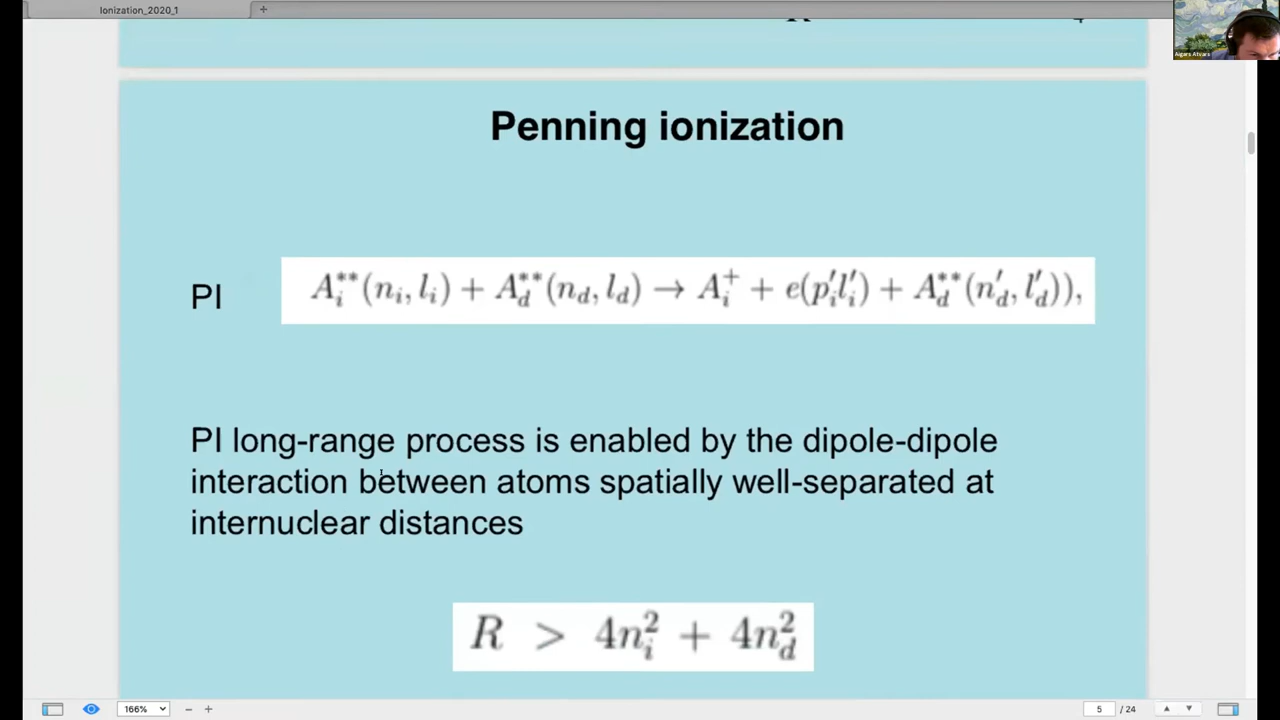 Ionization_2020_1
+
Aigars Atvars
Penning ionization
PI
A_i^{**}(n_i, l_i) + A_d^{**}(n_d, l_d) → A_i^+ + e(p_i'l_i') + A_d^{**}(n_d', l_d')),
PI long-range process is enabled by the dipole-dipole
interaction between atoms spatially well-separated at
internuclear distances
R > 4n_i^2 + 4n_d^2
166%
− +
5 / 24